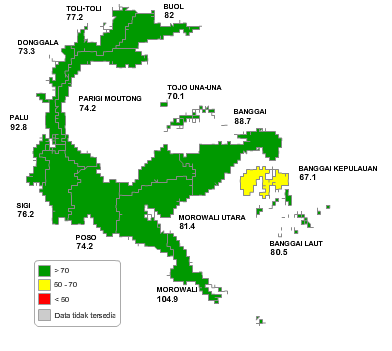 TOLI-TOLI
77.2
BUOL
82
DONGGALA
73.3
TOJO UNA-UNA
70.1
PARIGI MOUTONG
74.2
BANGGAI
88.7
PALU
92.8
BANGGAI KEPULAUAN
67.1
SIGI
76.2
MOROWALI UTARA
81.4
POSO
74.2
BANGGAI LAUT
80.5
MOROWALI
104.9
> 70
50 - 70
< 50
Data tidak tersedia